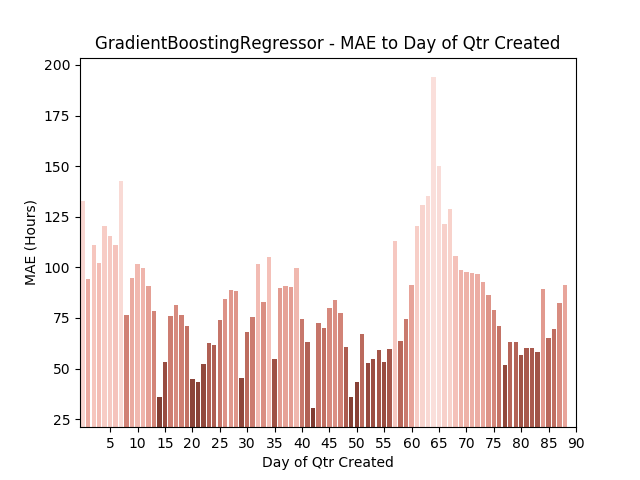 GradientBoostingRegressor - MAE to Day of Qtr Created
200
175
150
125
100
75
50
25
MAE (Hours)
5 10 15 20 25 30 35 40 45 50 55 60 65 70 75 80 85 90
Day of Qtr Created